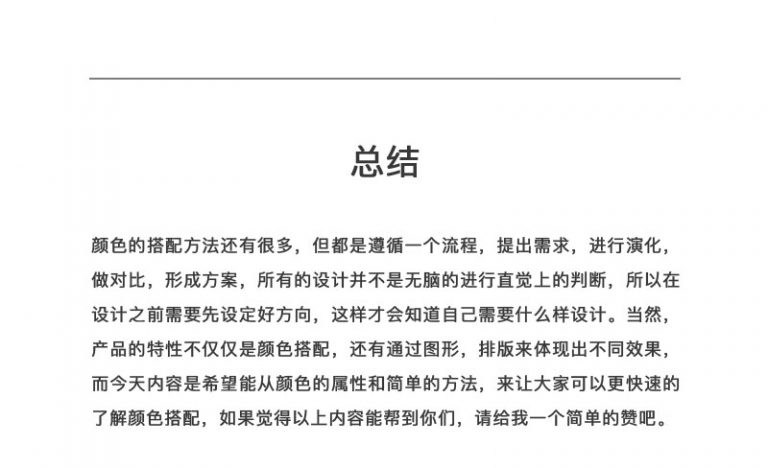 总结
颜色的搭配方法还有很多，但都是遵循一个流程，提出需求，进行演化，
做对比，形成方案，所有的设计并不是无脑的进行直觉上的判断，所以在
设计之前需要先设定好方向，这样才会知道自己需要什么样设计。当然，
产品的特性不仅仅是颜色搭配，还有通过图形，排版来体现出不同效果，
而今天内容是希望能从颜色的属性和简单的方法，来让大家可以更快速的
了解颜色搭配，如果觉得以上内容能帮到你们，请给我一个简单的赞吧。